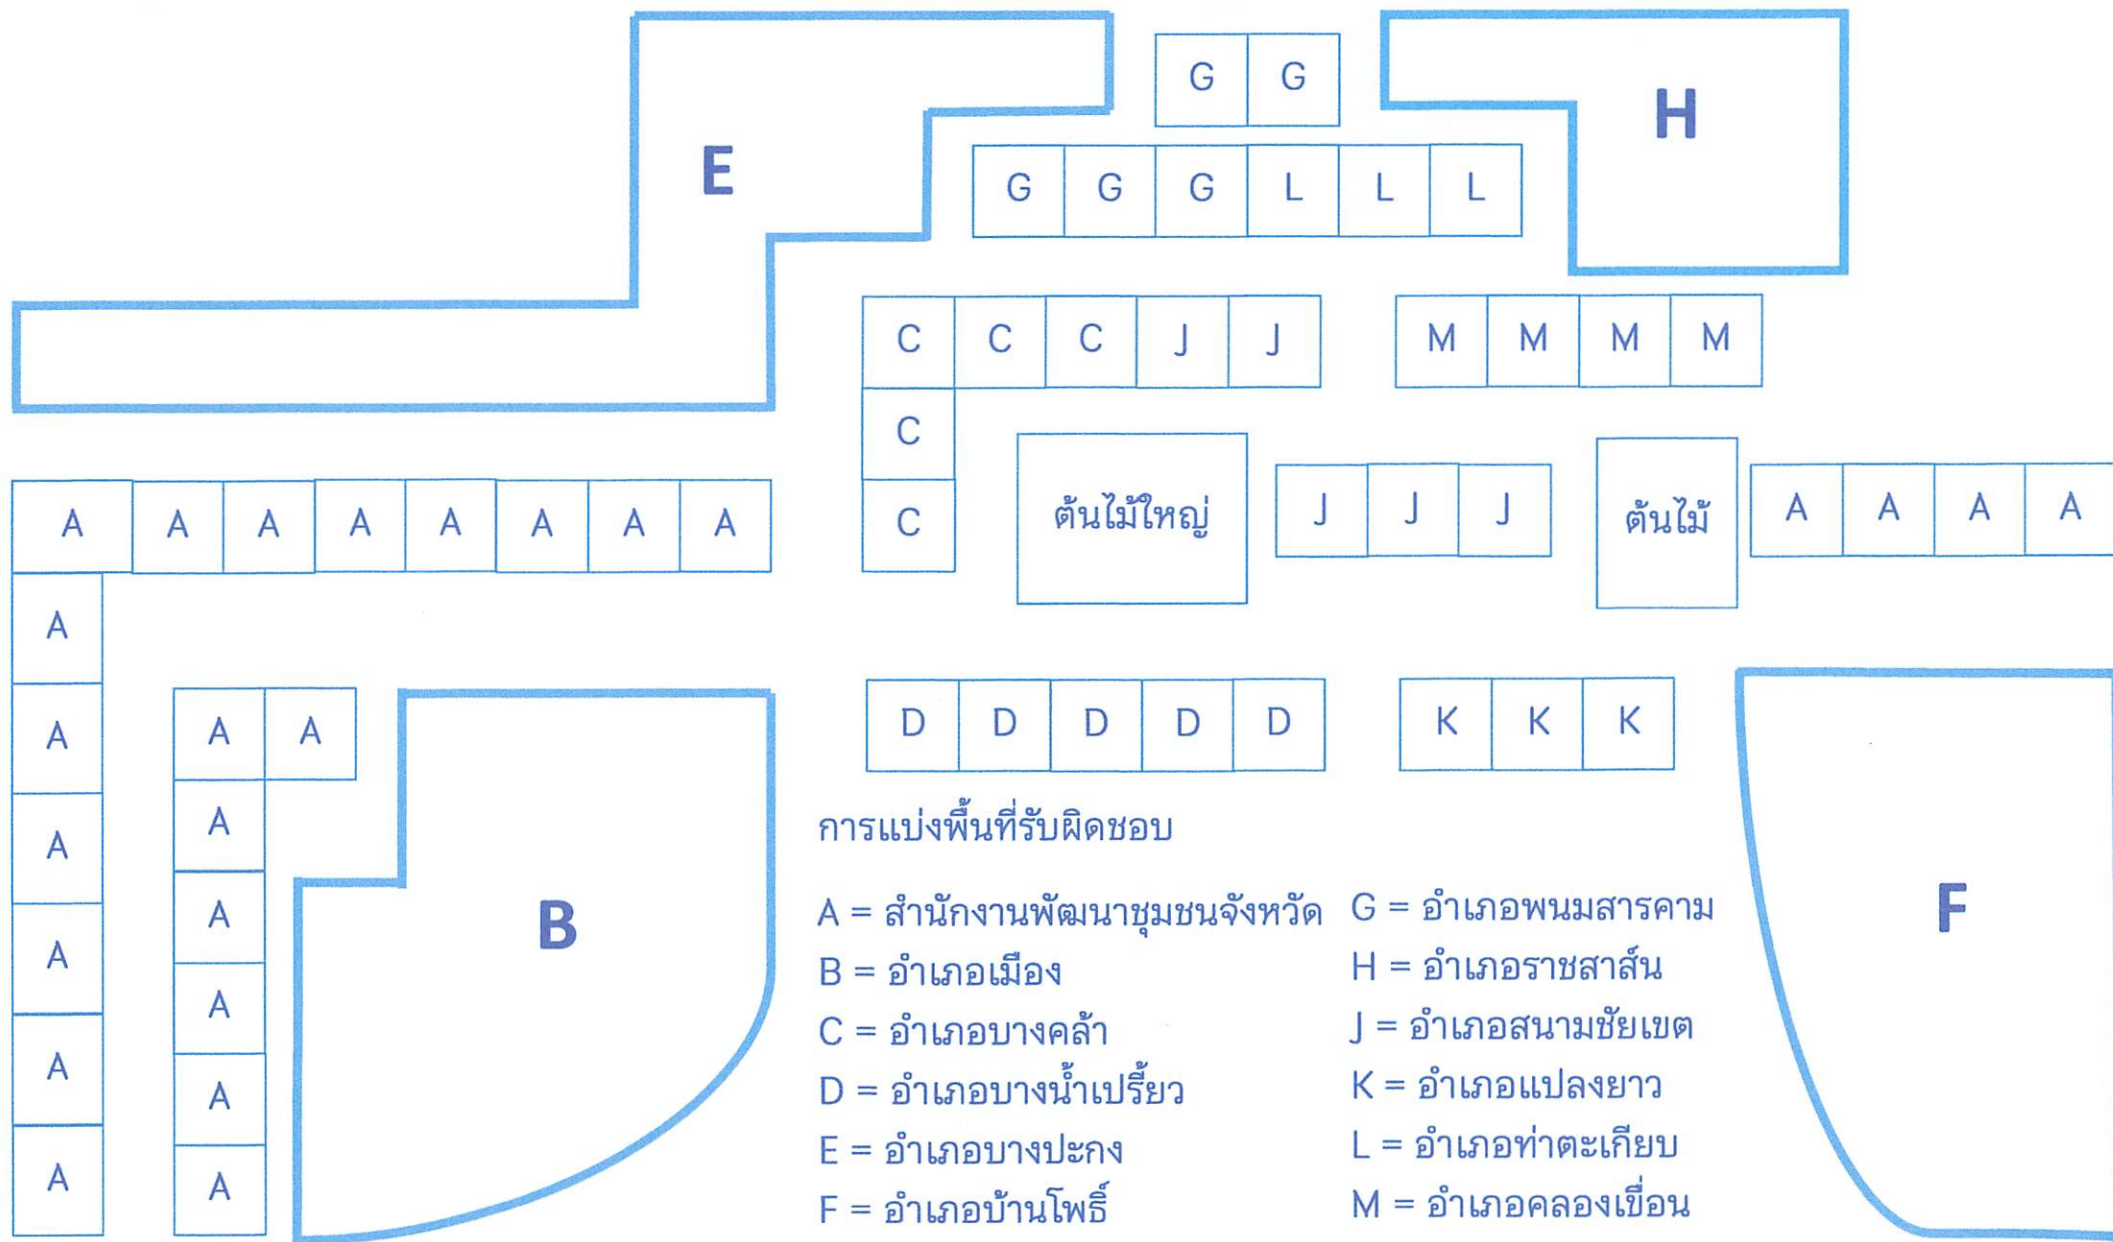 G G
H
E
G G G L L L
C C C J J
M M M M
C
ต้นไม้ใหญ่
J J J
ต้นไม้
A A A A
C
A A A A A A A A
A
A
A
A
A
A
A A
A
A
A
A
A
B
D D D D D
K K K
F
การแบ่งพื้นที่รับผิดชอบ
A = สำนักงานพัฒนาชุมชนจังหวัด
B = อำเภอเมือง
C = อำเภอบางคล้า
D = อำเภอบางน้ำเปรี้ยว
E = อำเภอบางปะกง
F = อำเภอบ้านโพธิ์
G = อำเภอพนมสารคาม
H = อำเภอราชสาส์น
J = อำเภอสนามชัยเขต
K = อำเภอแปลงยาว
L = อำเภอท่าตะเกียบ
M = อำเภอคลองเขื่อน